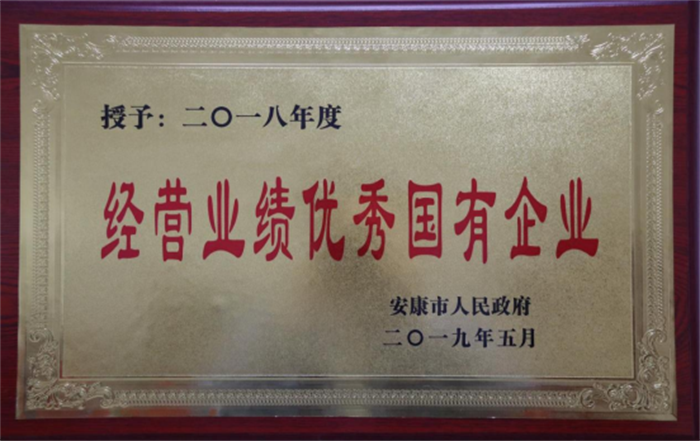 授予：二〇一八年度
经营业绩优秀国有企业
安康市人民政府
二〇一九年五月